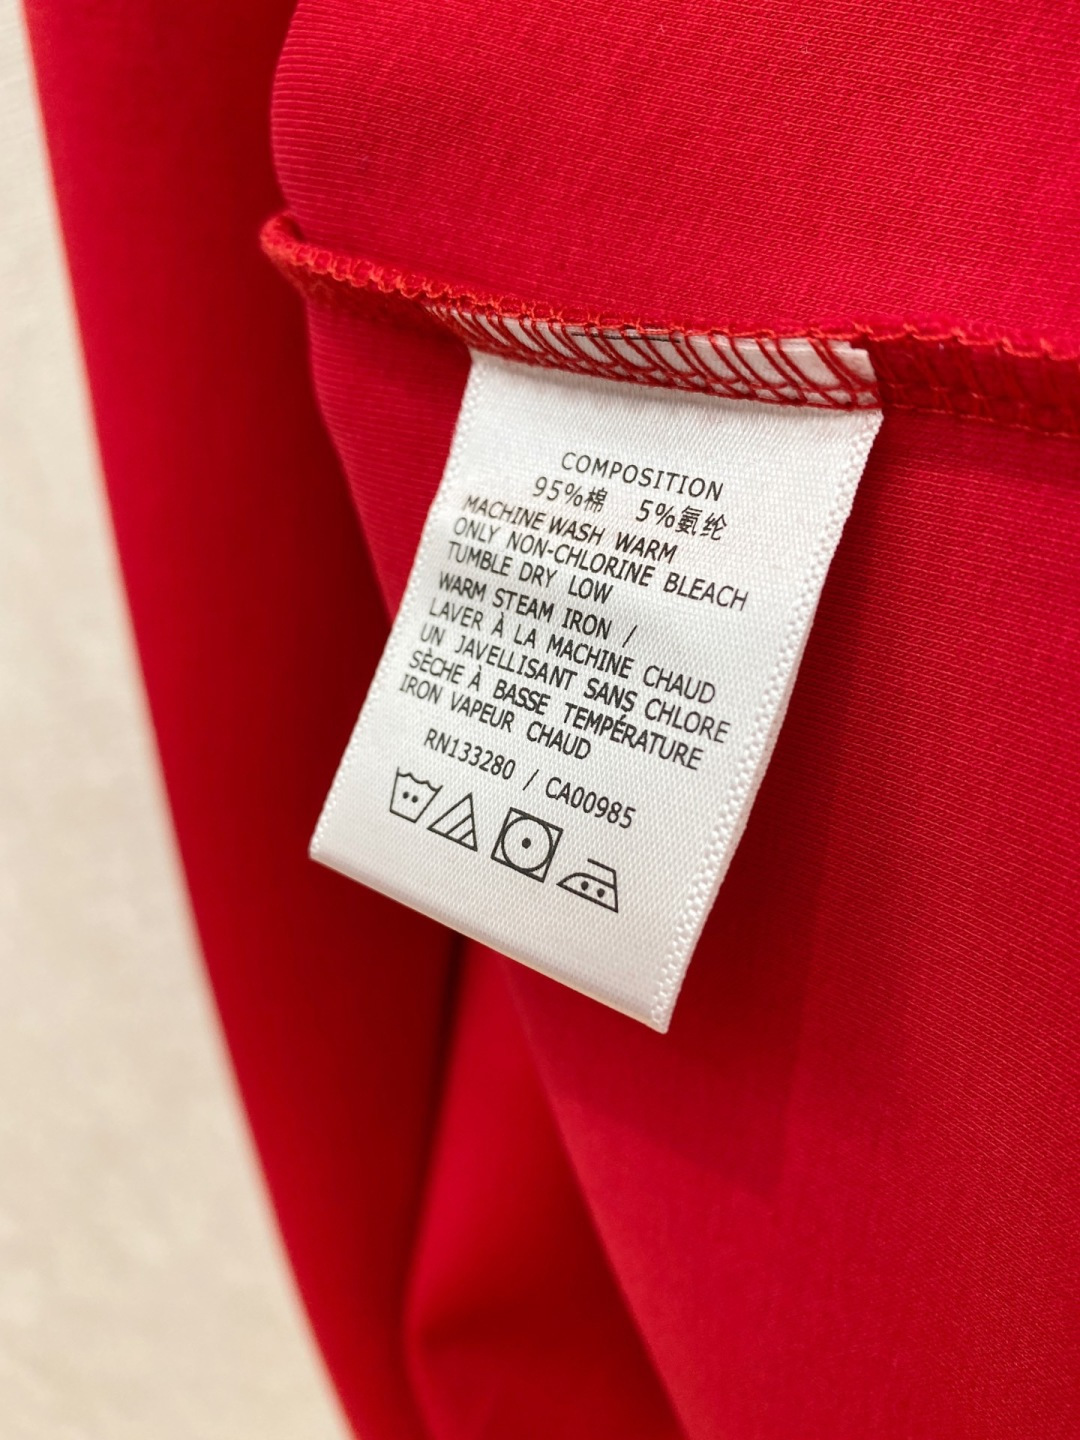 COMPOSITION
95%棉 5%氨纶
MACHINE WASH WARM
ONLY NON-CHLORINE BLEACH
TUMBLE DRY LOW
WARM STEAM IRON /
LAVER À LA MACHINE CHAUD
UN JAVELLISANT SANS CHLORE
SÈCHE À BASSE TEMPÉRATURE
IRON VAPEUR CHAUD
RN133280 / CA00985